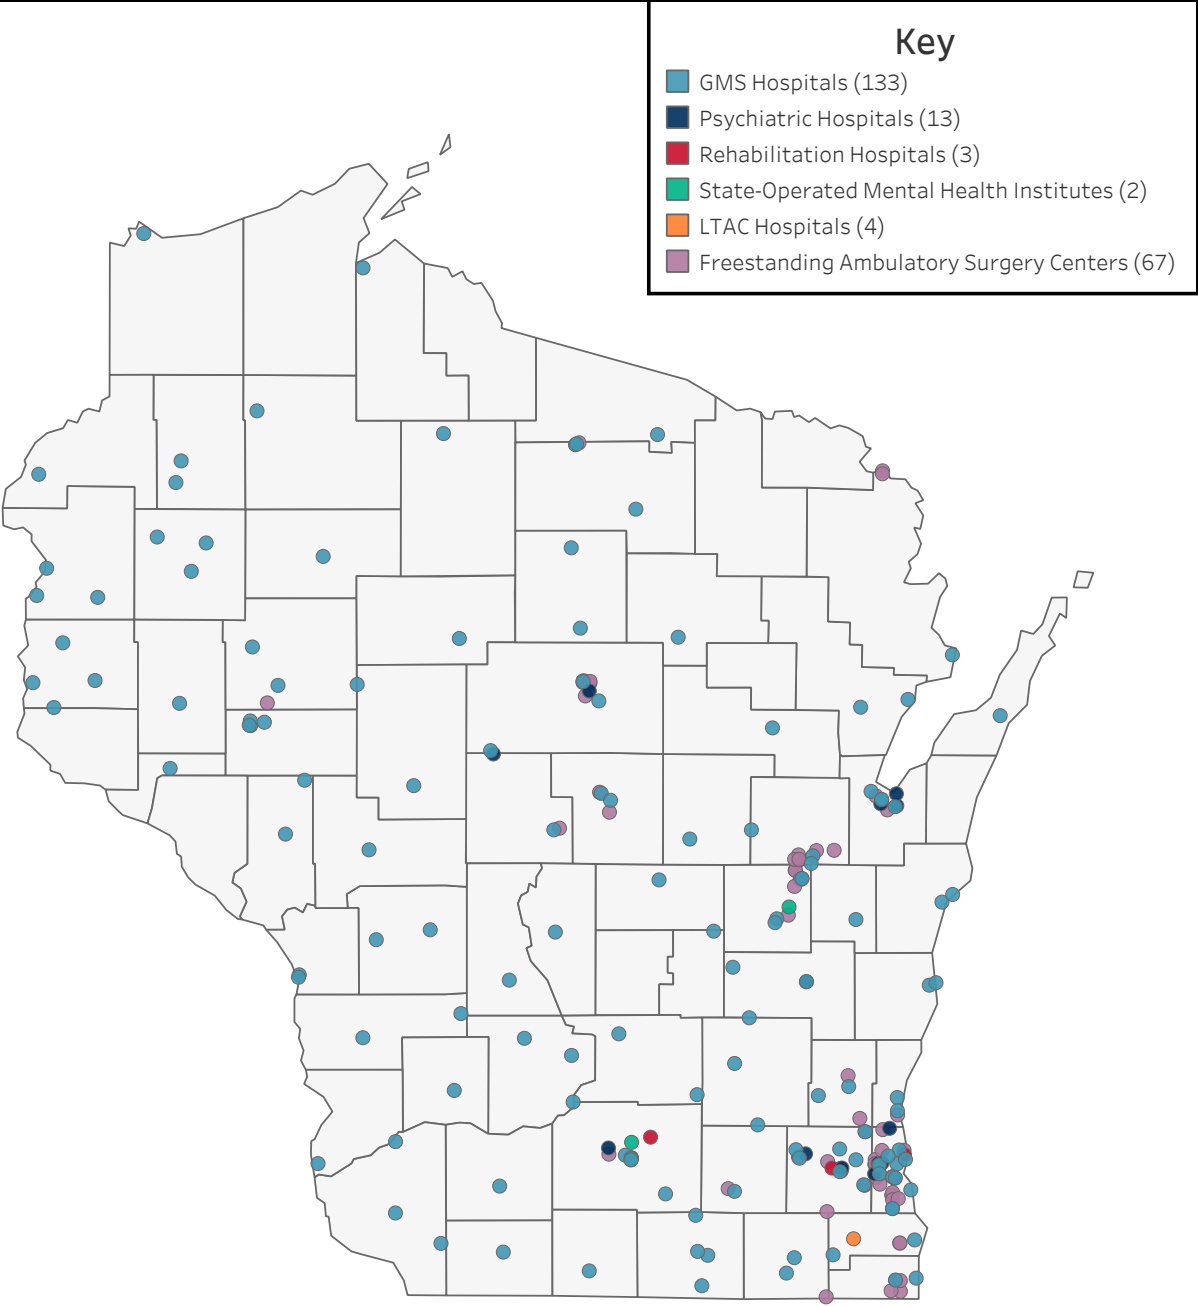 Key
GMS Hospitals (133)
Psychiatric Hospitals (13)
Rehabilitation Hospitals (3)
State-Operated Mental Health Institutes (2)
LTAC Hospitals (4)
Freestanding Ambulatory Surgery Centers (67)